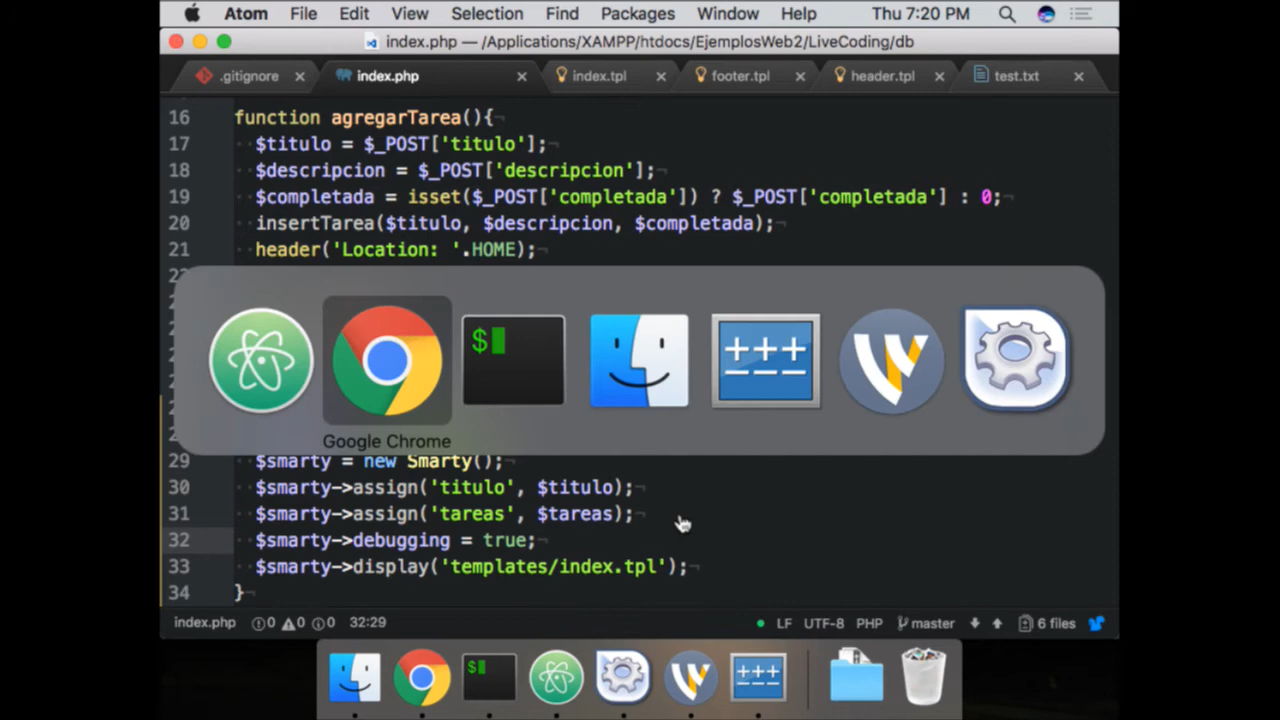 Atom File Edit View Selection Find Packages Window Help Thu 7:20 PM
index.php — /Applications/XAMPP/htdocs/EjemplosWeb2/LiveCoding/db
.gitignore index.php index.tpl footer.tpl header.tpl test.txt
16 function agregarTarea(){
17 $titulo = $_POST['titulo'];
18 $descripcion = $_POST['descripcion'];
19 $completada = isset($_POST['completada']) ? $_POST['completada'] : 0;
20 insertTarea($titulo, $descripcion, $completada);
21 header('Location: '.HOME);
$
+++
Google Chrome
29 $smarty = new Smarty();
30 $smarty->assign('titulo', $titulo);
31 $smarty->assign('tareas', $tareas);
32 $smarty->debugging = true;
33 $smarty->display('templates/index.tpl');
34 }
index.php 0 0 0 32:29 LF UTF-8 PHP master 6 files
$
+++